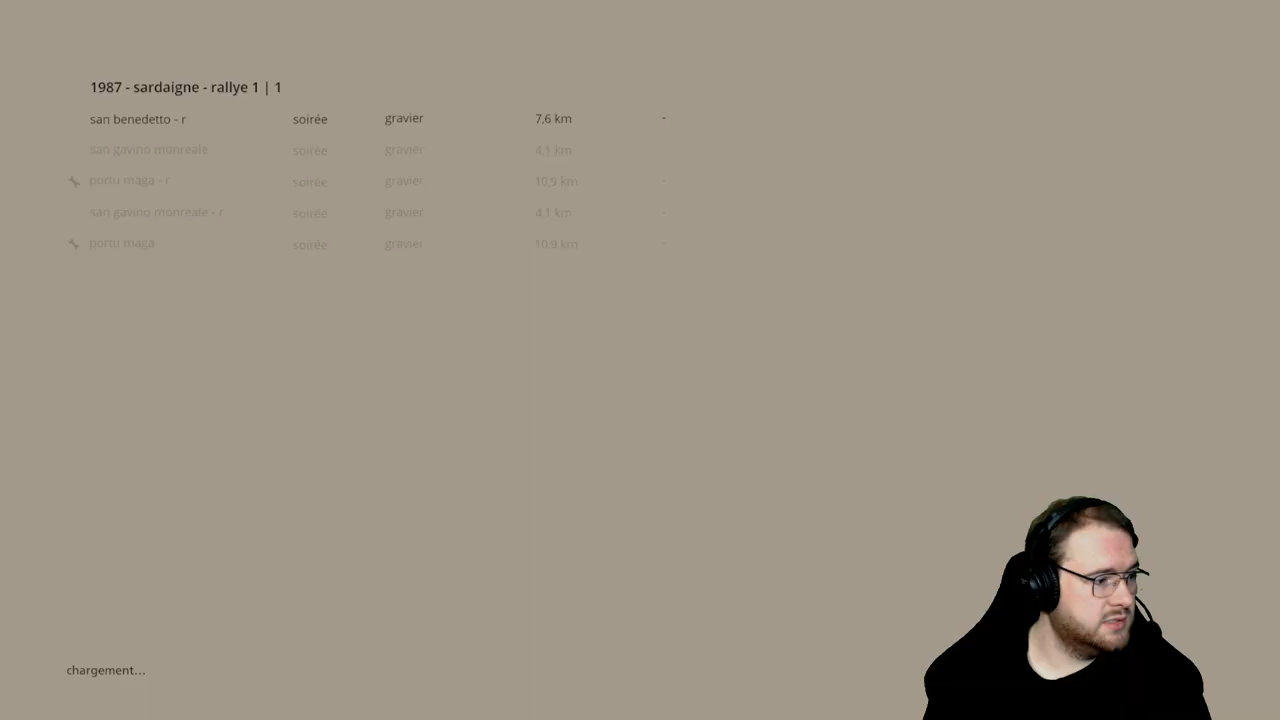 1987 - sardaigne - rallye 1 | 1
san benedetto - r soirée gravier 7,6 km -
san gavino monreale soirée gravier 4,1 km -
portu maga - r soirée gravier 10,9 km -
san gavino monreale - r soirée gravier 4,1 km -
portu maga soirée gravier 10,9 km -
chargement...